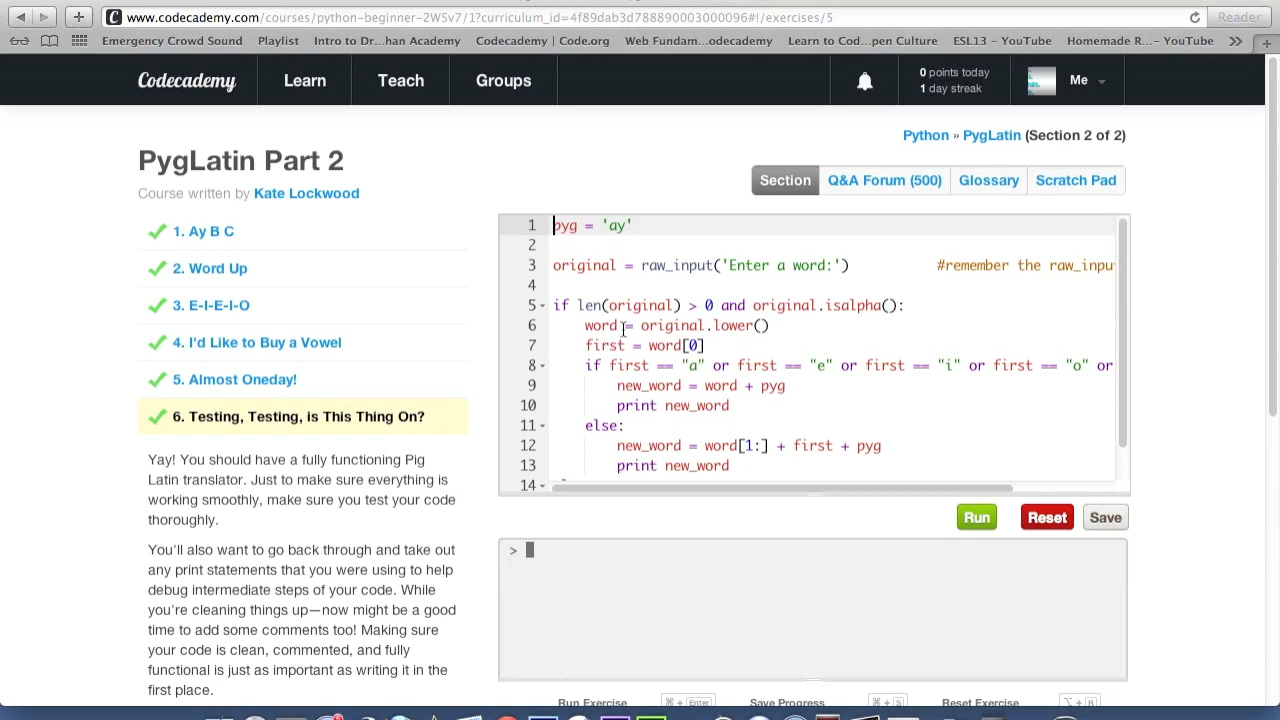 www.codecademy.com/courses/python-beginner-2W5v7/1?curriculum_id=4f89dab3d788890003000096#!/exercises/5
Reader
Emergency Crowd Sound Playlist Intro to Dr...han Academy Codecademy | Code.org Web Fundam...odecademy Learn to Cod...pen Culture ESL13 - YouTube Homemade R... - YouTube
Codecademy Learn Teach Groups
0 points today
1 day streak
Me
Python » PygLatin (Section 2 of 2)
PygLatin Part 2
Course written by Kate Lockwood
Section Q&A Forum (500) Glossary Scratch Pad
1. Ay B C
2. Word Up
3. E-I-E-I-O
4. I'd Like to Buy a Vowel
5. Almost Oneday!
6. Testing, Testing, is This Thing On?
Yay! You should have a fully functioning Pig
Latin translator. Just to make sure everything is
working smoothly, make sure you test your code
thoroughly.
You'll also want to go back through and take out
any print statements that you were using to help
debug intermediate steps of your code. While
you're cleaning things up—now might be a good
time to add some comments too! Making sure
your code is clean, commented, and fully
functional is just as important as writing it in the
first place.
1 pyg = 'ay'
2
3 original = raw_input('Enter a word:') #remember the raw_inpu
4
5 if len(original) > 0 and original.isalpha():
6 word = original.lower()
7 first = word[0]
8 if first == "a" or first == "e" or first == "i" or first == "o" or
9 new_word = word + pyg
10 print new_word
11 else:
12 new_word = word[1:] + first + pyg
13 print new_word
14
Run Reset Save
>
Run Exercise ⌘ + Enter Save Progress ⌘ + S Reset Exercise ⌥ + R